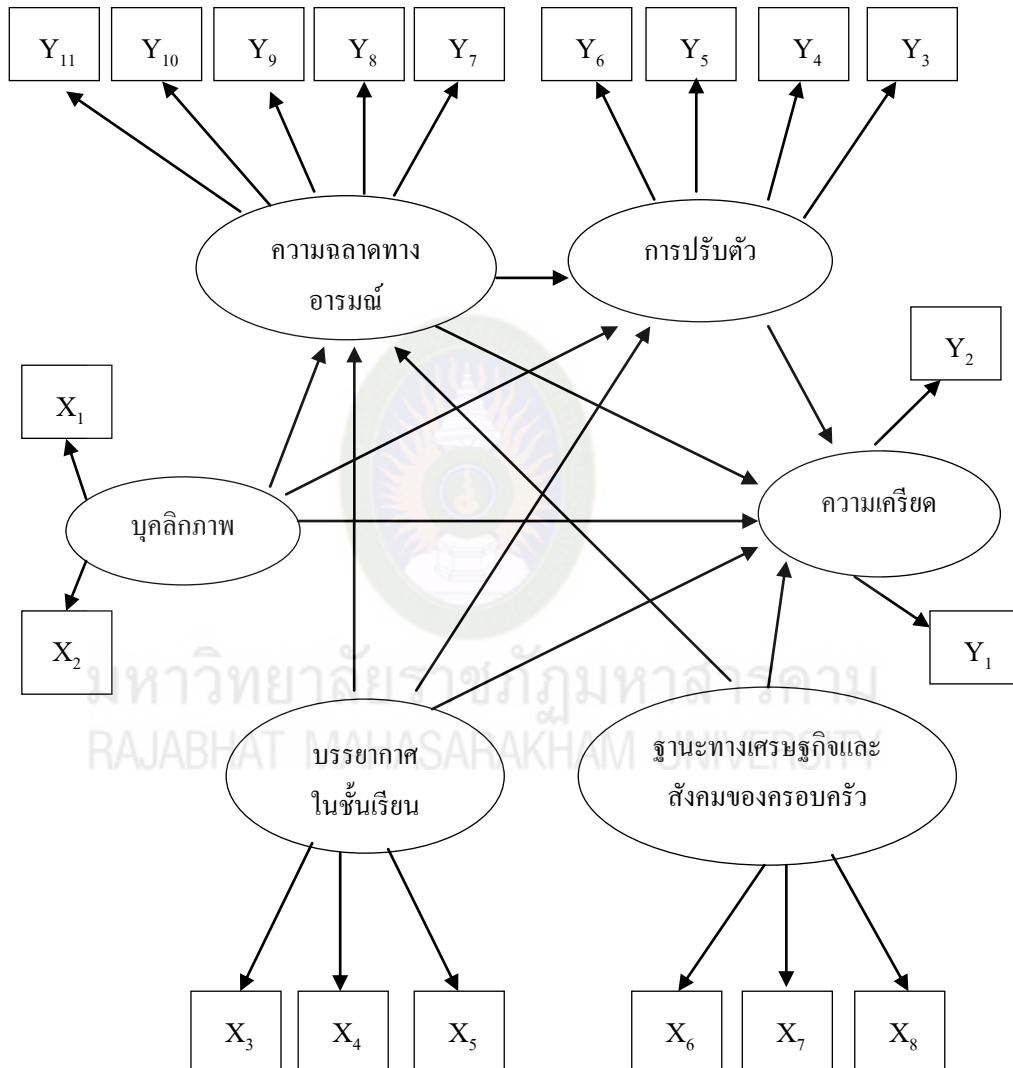 Y₁₁ Y₁₀ Y₉ Y₈ Y₇ Y₆ Y₅ Y₄ Y₃
ความฉลาดทาง
อารมณ์
การปรับตัว
Y₂
X₁
บุคลิกภาพ
ความเครียด
X₂
Y₁
มหาวิทยาลัยราชภัฏมหาสารคาม
RAJABHAT MAHASARAKHAM UNIVERSITY
บรรยากาศ
ในชั้นเรียน
ฐานะทางเศรษฐกิจและ
สังคมของครอบครัว
X₃ X₄ X₅ X₆ X₇ X₈